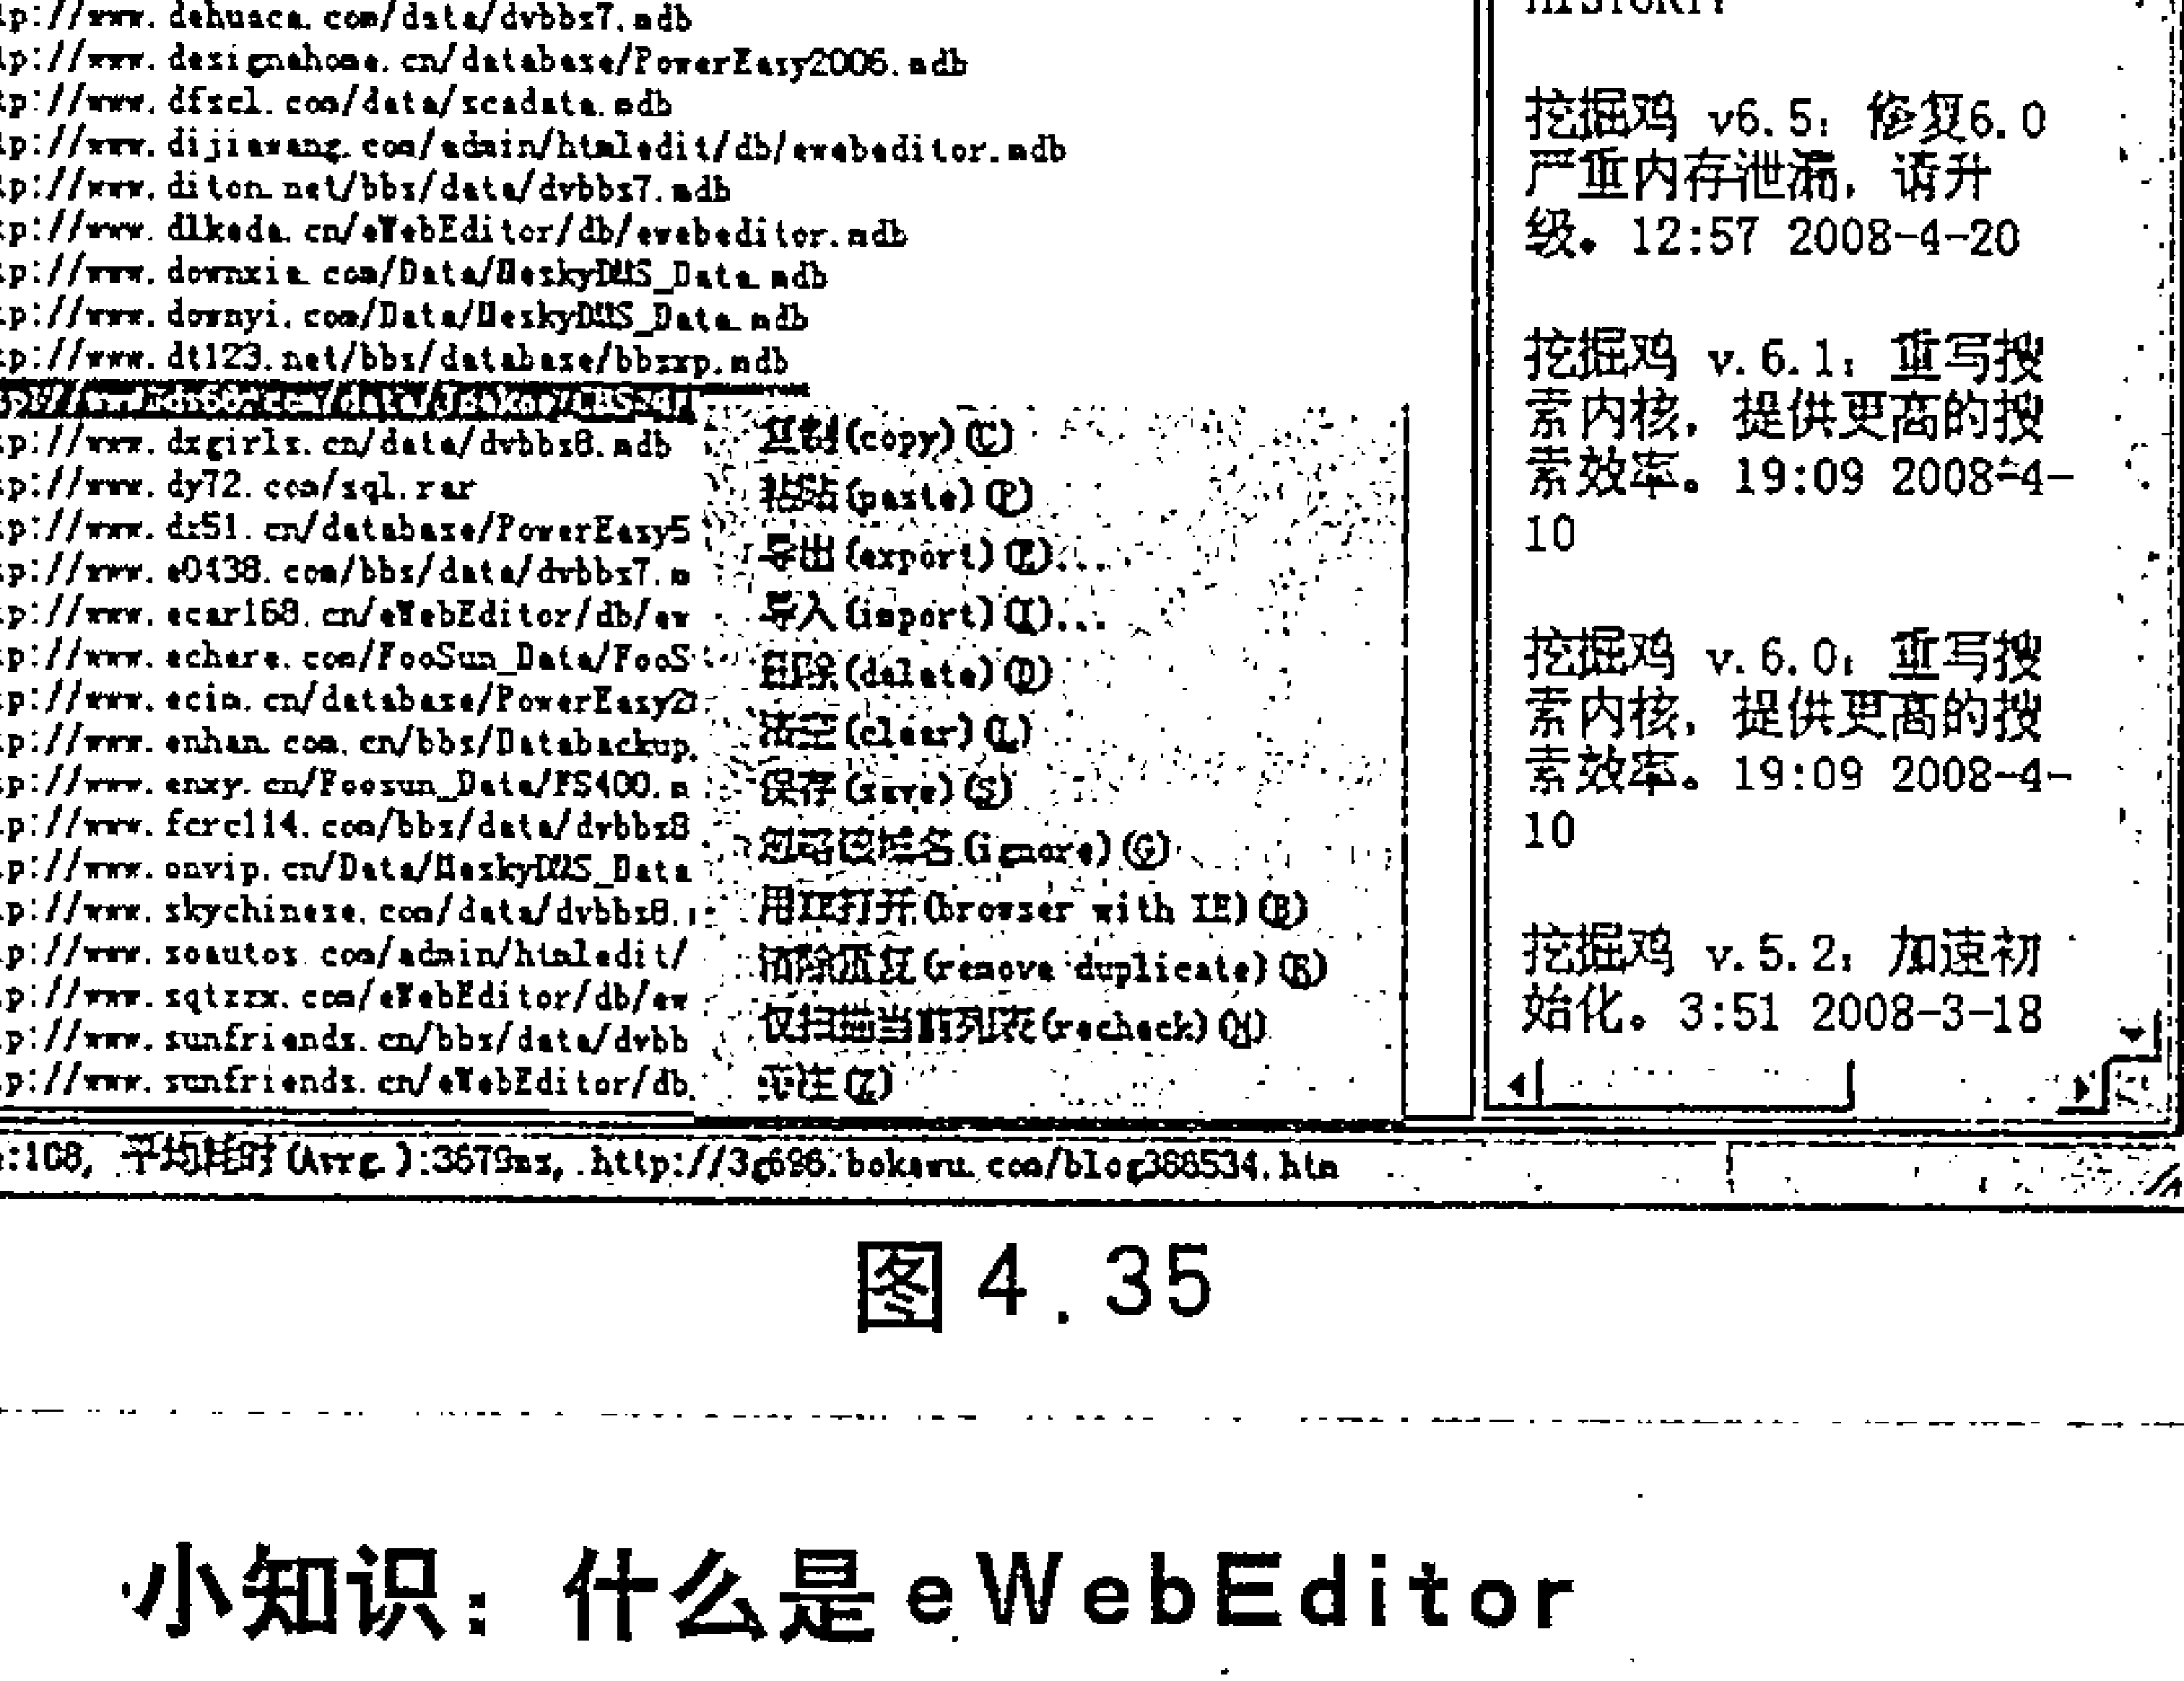 p://www.dahuaca.com/data/dvbbs7.mdb
p://www.designahome.cn/database/PowerEasy2006.mdb
p://www.dfscl.com/data/scadata.mdb
p://www.dijiawang.com/admin/htmledit/db/ewebeditor.mdb
p://www.diton.net/bbs/data/dvbbs7.mdb
p://www.dlkede.cn/eWebEditor/db/ewebeditor.mdb
p://www.downxia.com/Data/NeskyDMS_Data.mdb
p://www.downyi.com/Data/NeskyDMS_Data.mdb
p://www.dt123.net/bbs/database/bbsxp.mdb
p://www.dxgirls.cn/data/dvbbs8.mdb
p://www.dy72.com/sql.rar
p://www.dz51.cn/database/PowerEasy5
p://www.e0438.com/bbs/data/dvbbs7.m
p://www.ecar168.cn/eWebEditor/db/ew
p://www.echere.com/FooSun_Data/FooS
p://www.ecim.cn/database/PowerEasy2
p://www.enhan.com.cn/bbs/Databackup.
p://www.enxy.cn/Foosun_Data/FS400.m
p://www.fcrc114.com/bbs/data/dvbbs8
p://www.onvip.cn/Data/NeskyDMS_Data
p://www.skychinese.com/data/dvbbs8.
p://www.soautos.com/admin/htmledit/
p://www.sqtzzx.com/eWebEditor/db/ew
p://www.sunfriends.cn/bbs/data/dvbb
p://www.sunfriends.cn/eWebEditor/db
复制(copy)(C)
粘贴(paste)(P)
导出(export)(E)...
导入(import)(I)...
删除(delete)(D)
清空(clear)(L)
保存(save)(S)
忽略该域名(ignore)(G)
用IE打开(browser with IE)(B)
消除重复(remove duplicate)(R)
仅扫描当前列表(recheck)(N)
关注(Z)
HISTORY:
挖掘鸡 v6.5: 修复6.0
严重内存泄漏, 请升
级。12:57 2008-4-20
挖掘鸡 v.6.1: 重写搜
索内核, 提供更高的搜
索效率。19:09 2008-4-
10
挖掘鸡 v.6.0: 重写搜
索内核, 提供更高的搜
索效率。19:09 2008-4-
10
挖掘鸡 v.5.2: 加速初
始化。3:51 2008-3-18
:108, 平均耗时(Avrg.):3679ms, http://3g696.bokewu.com/blog386534.htm
图4.35
小知识: 什么是eWebEditor